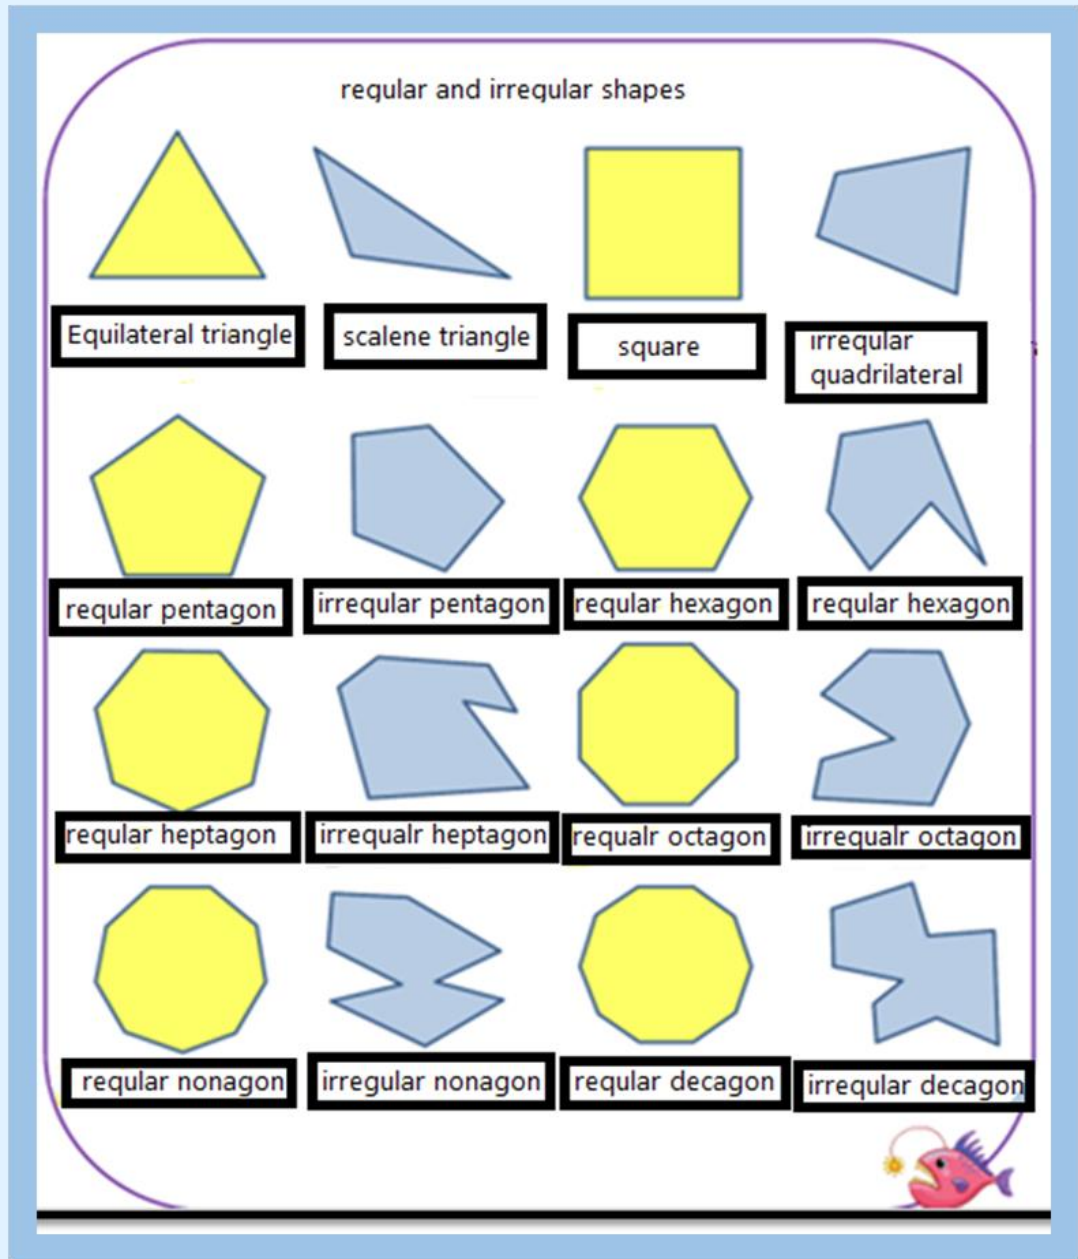 reqular and irreqular shapes
Equilateral triangle
scalene triangle
square
irreqular
quadrilateral
reqular pentagon
irreqular pentagon
reqular hexagon
reqular hexagon
reqular heptagon
irrequalr heptagon
requalr octagon
irrequalr octagon
reqular nonagon
irregular nonagon
reqular decagon
irreqular decagon